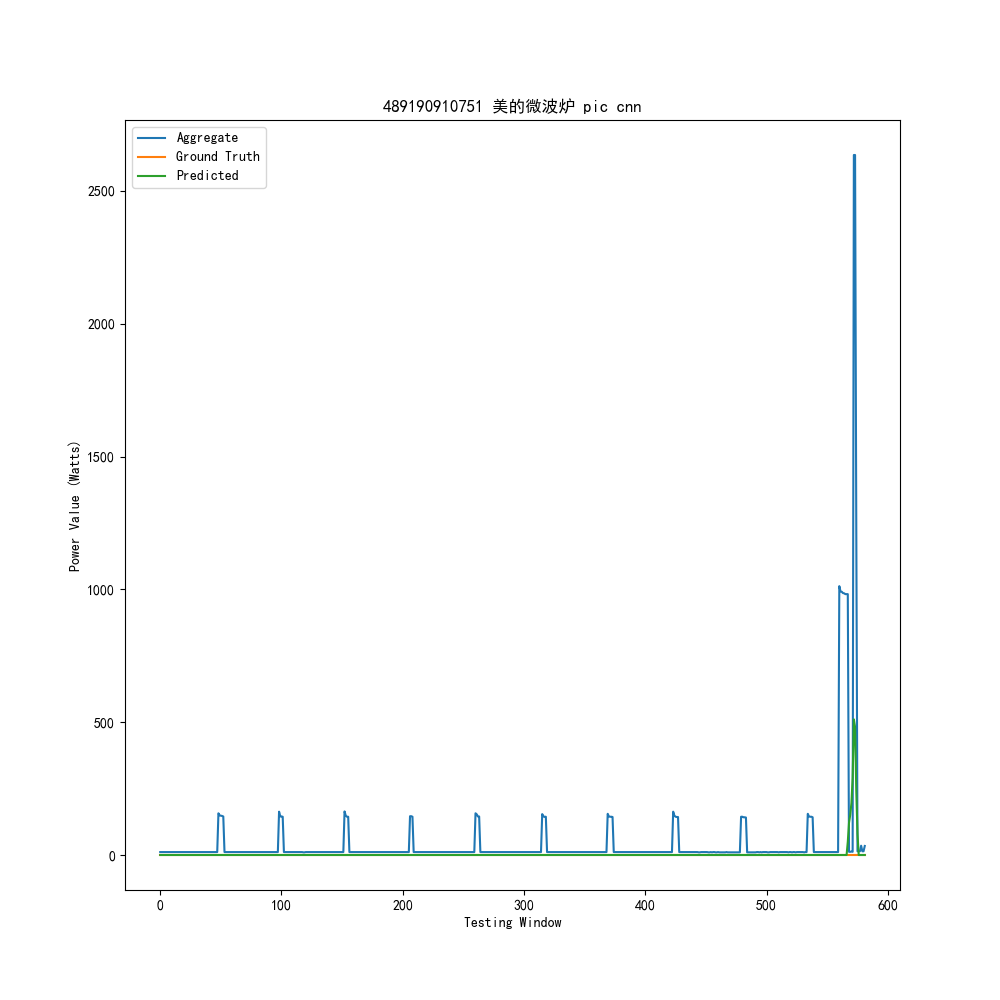 489190910751 美的微波炉 pic cnn
Aggregate
Ground Truth
Predicted
Power Value (Watts)
2500
2000
1500
1000
500
0
0 100 200 300 400 500 600
Testing Window